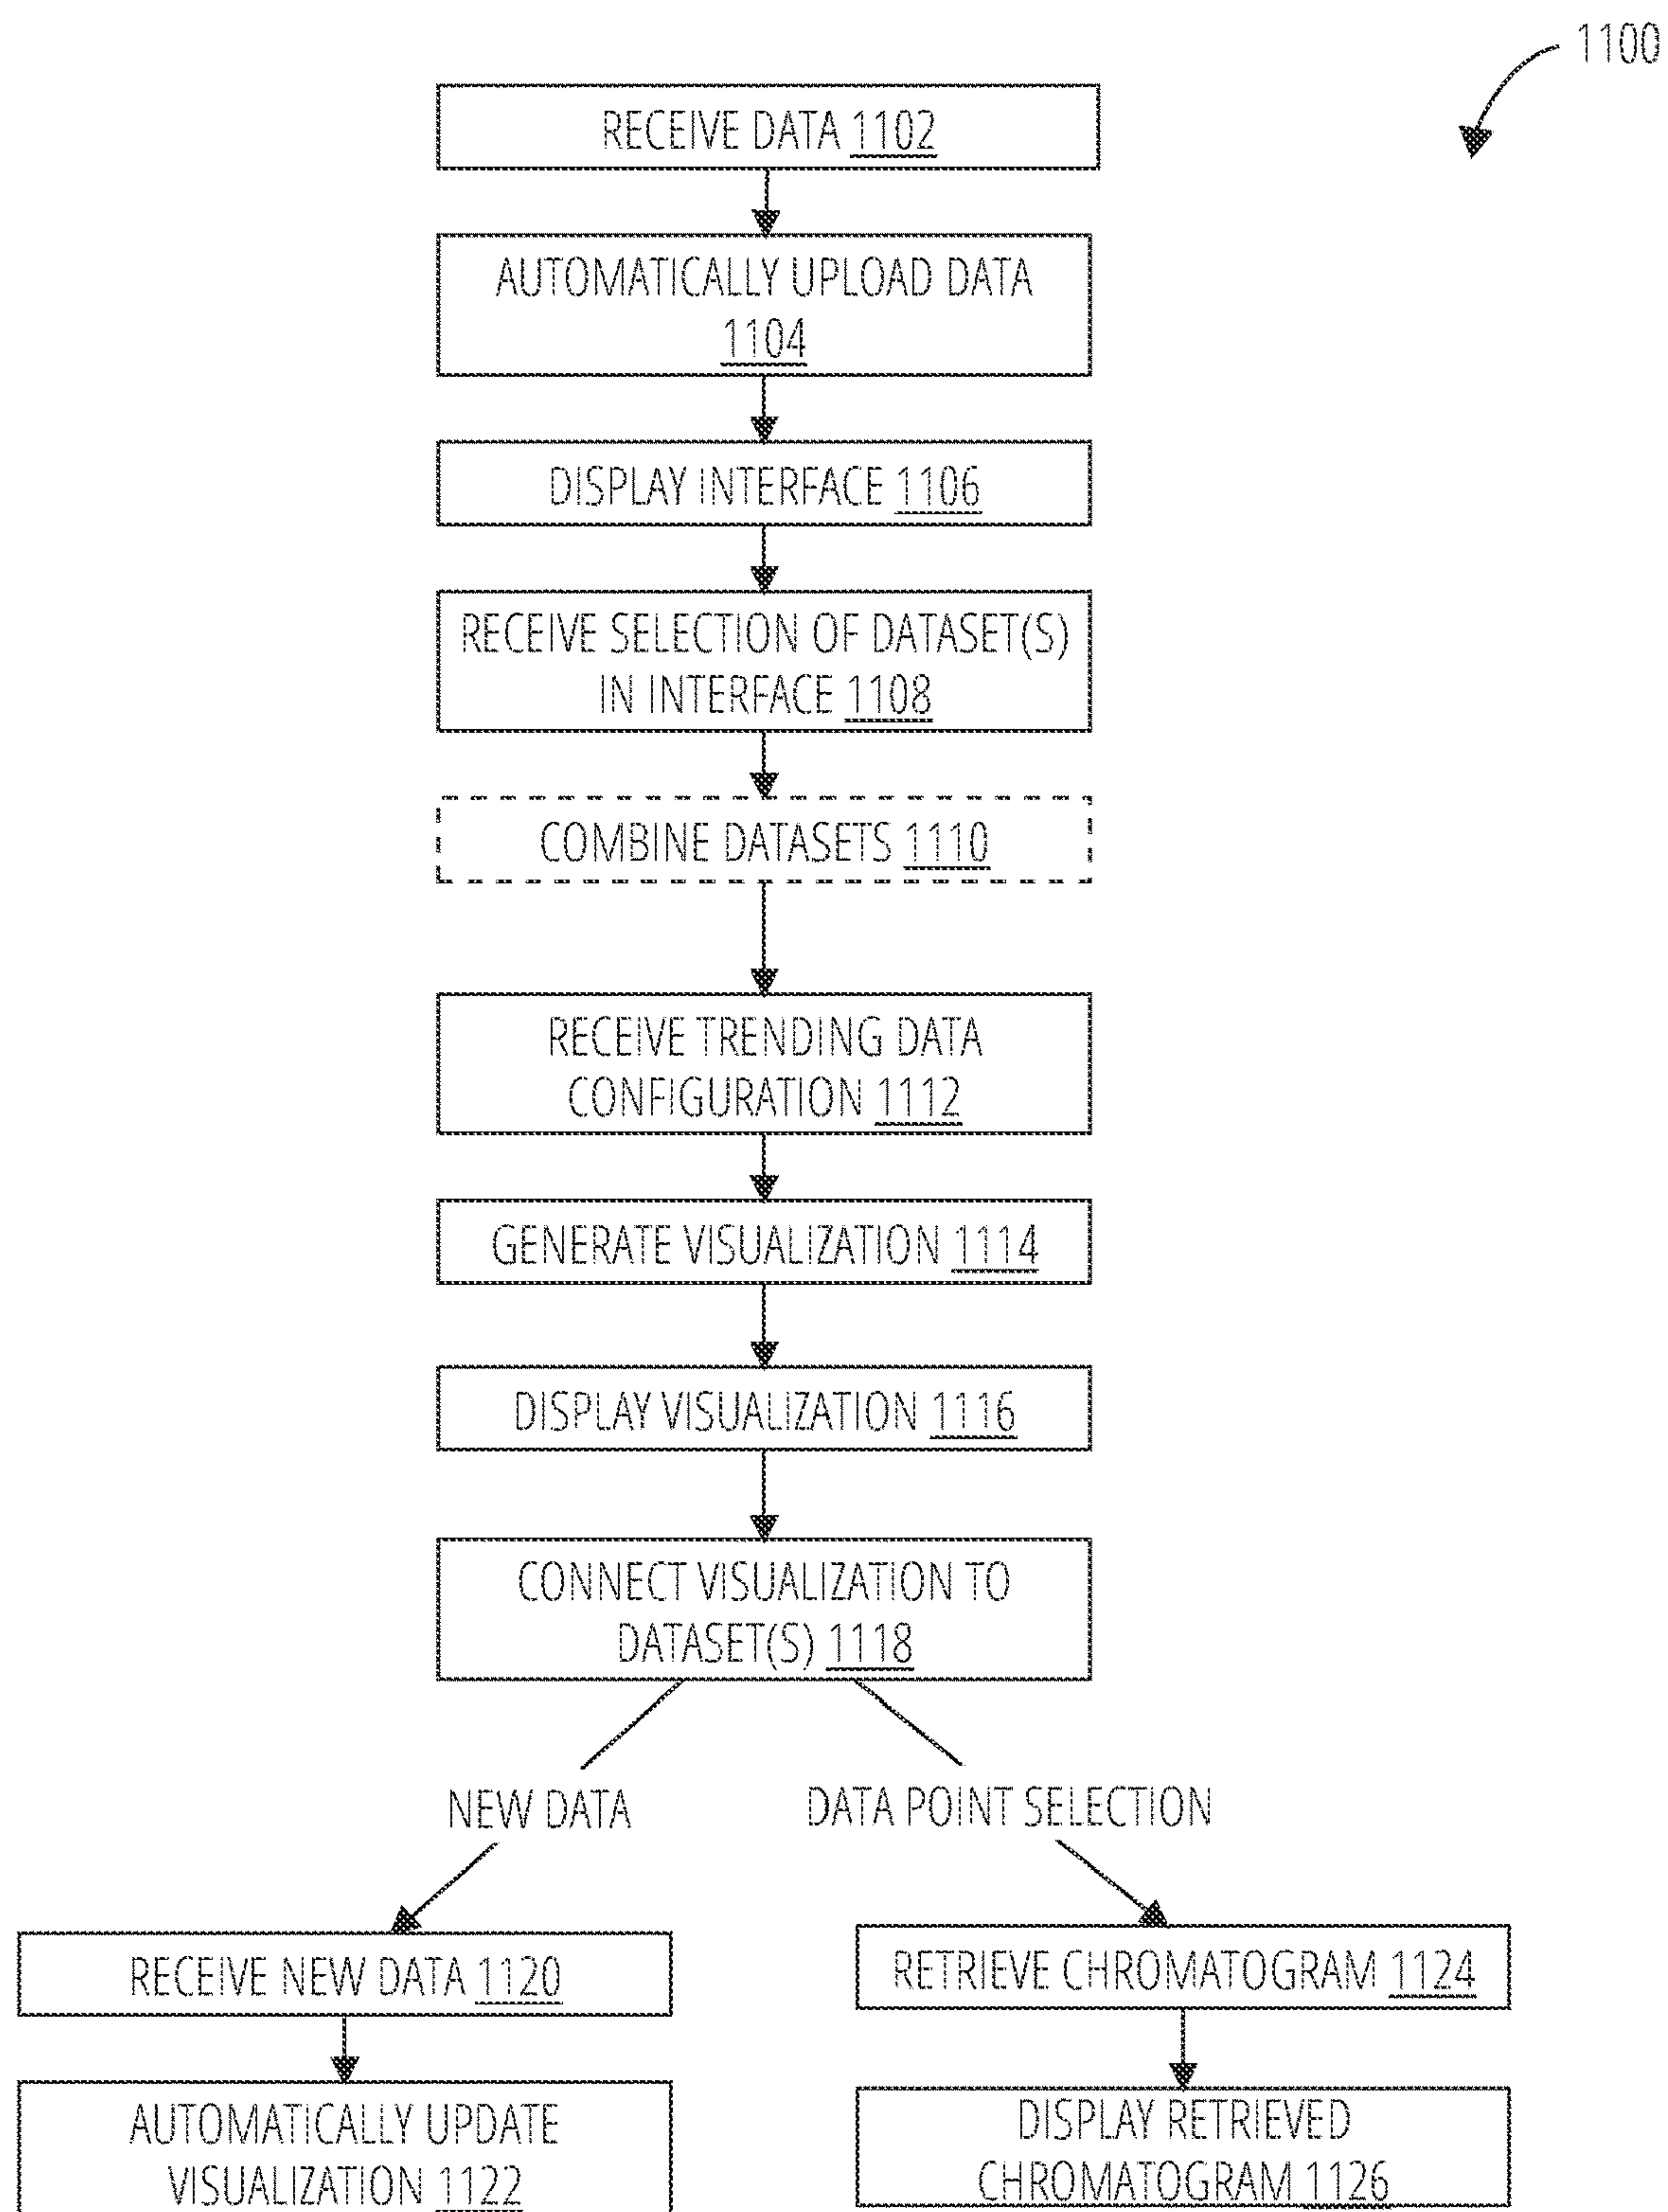 1100
RECEIVE DATA 1102
AUTOMATICALLY UPLOAD DATA
1104
DISPLAY INTERFACE 1106
RECEIVE SELECTION OF DATASET(S)
IN INTERFACE 1108
COMBINE DATASETS 1110
RECEIVE TRENDING DATA
CONFIGURATION 1112
GENERATE VISUALIZATION 1114
DISPLAY VISUALIZATION 1116
CONNECT VISUALIZATION TO
DATASET(S) 1118
NEW DATA
DATA POINT SELECTION
RECEIVE NEW DATA 1120
RETRIEVE CHROMATOGRAM 1124
AUTOMATICALLY UPDATE
VISUALIZATION 1122
DISPLAY RETRIEVED
CHROMATOGRAM 1126